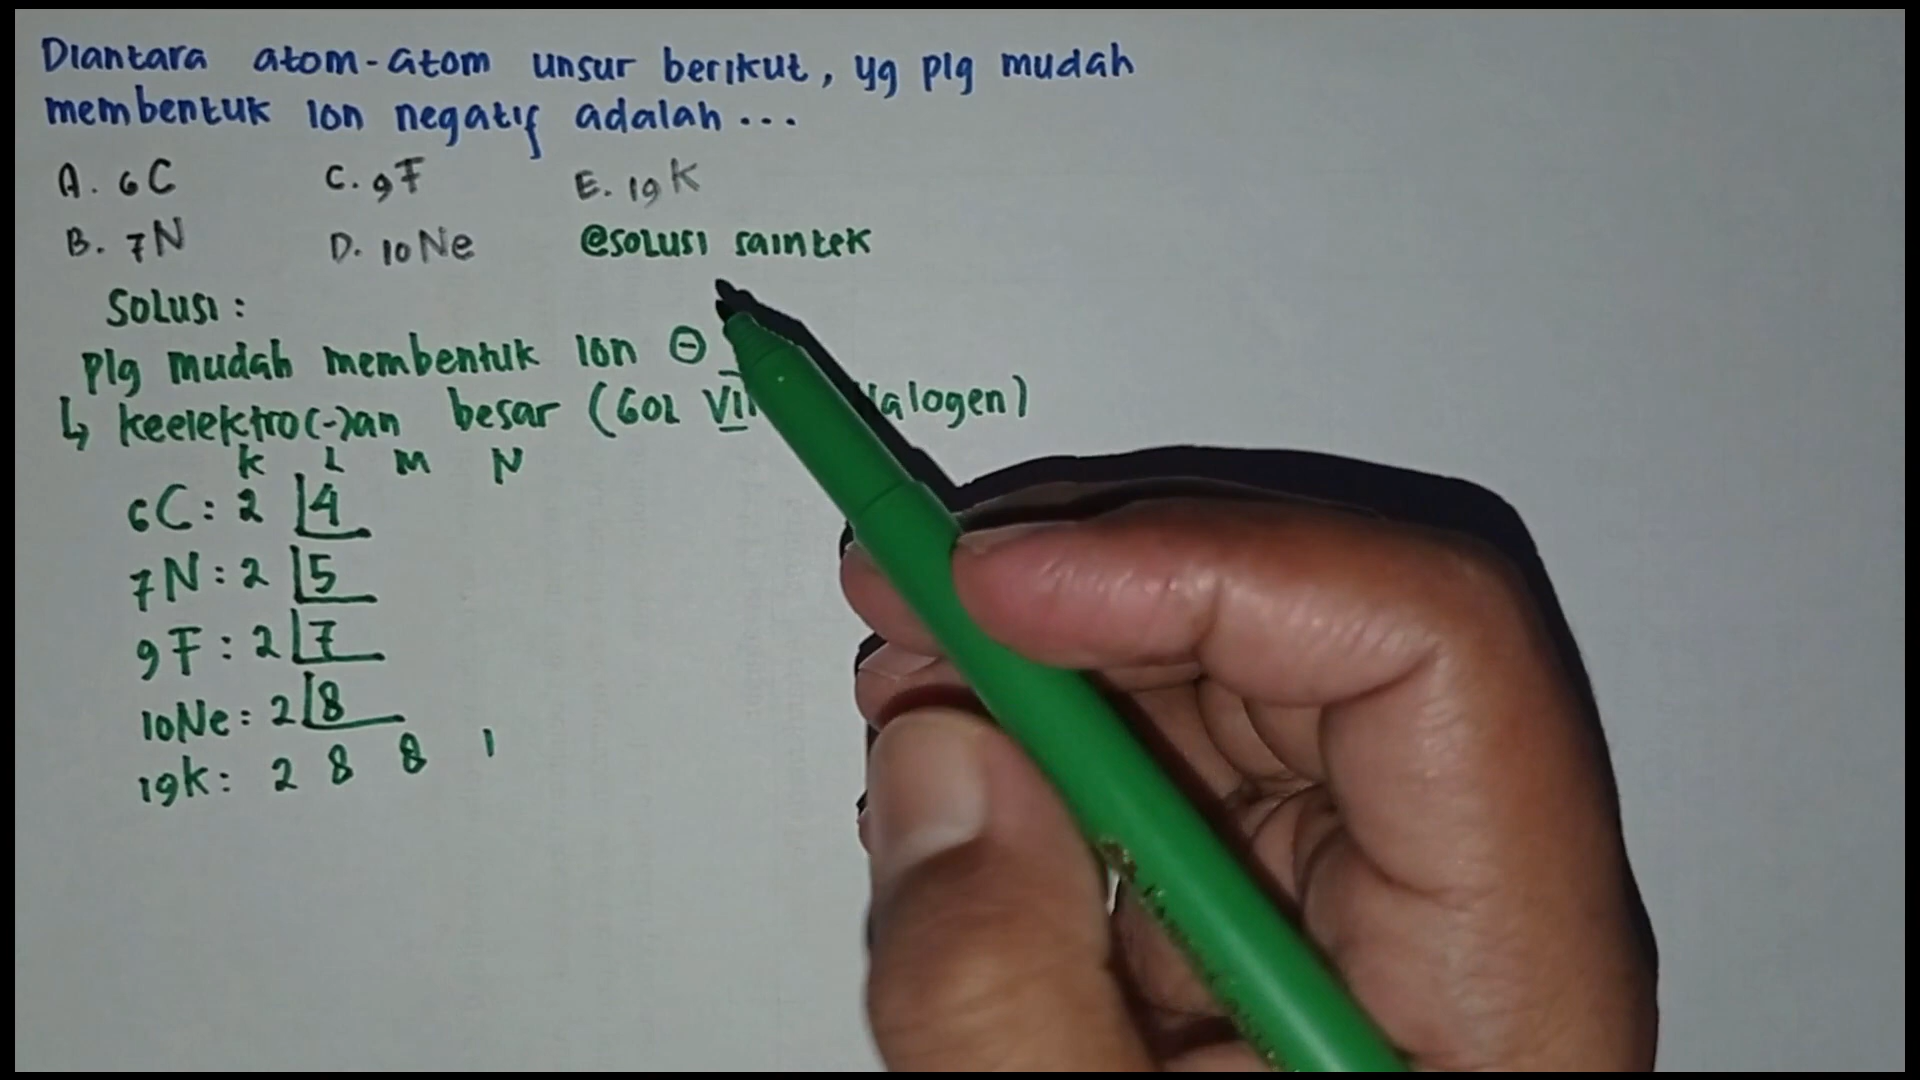 Diantara atom-atom unsur berikut, yg plg mudah
membentuk ion negatif adalah ...
A. 6C C. 9F E. 19K
B. 7N D. 10Ne @solusi saintek
Solusi:
Plg mudah membentuk ion ⊖
↳ keelektro(-)an besar (Gol alogen)
K L M N
6C: 2 4
7N: 2 5
9F: 2 7
10Ne: 2 8
19K: 2 8 8 1